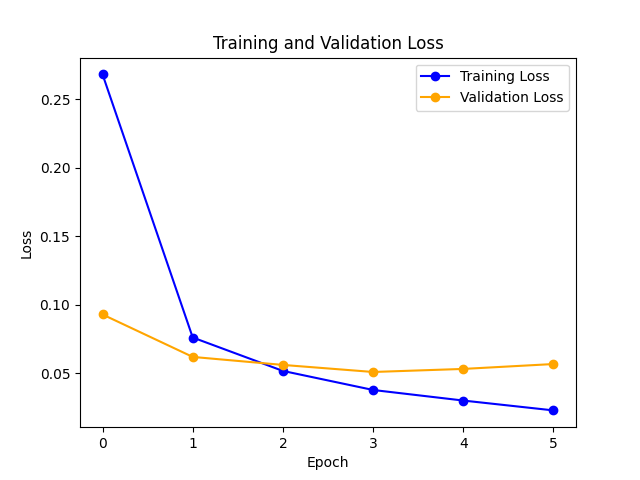 Training and Validation Loss
Training Loss
Validation Loss
0.25
0.20
0.15
0.10
0.05
Loss
0 1 2 3 4 5
Epoch